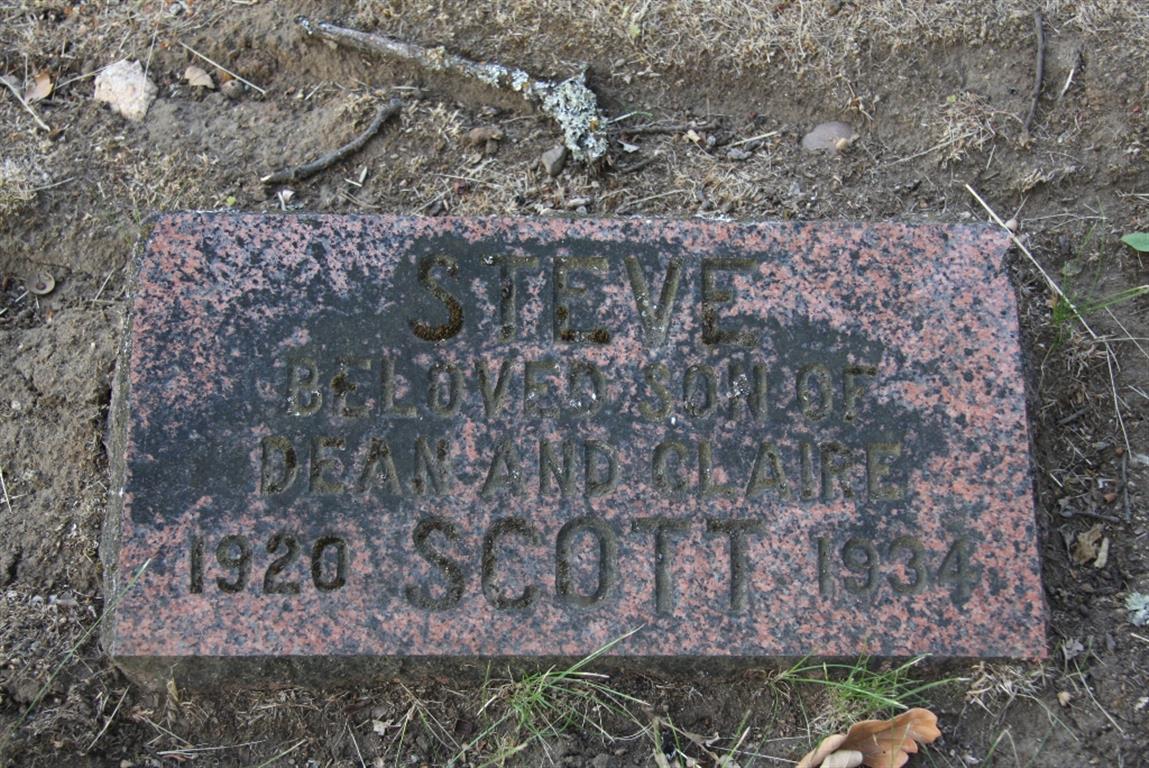 STEVE
BELOVED SON OF
DEAN AND CLAIRE
1920 SCOTT 1934